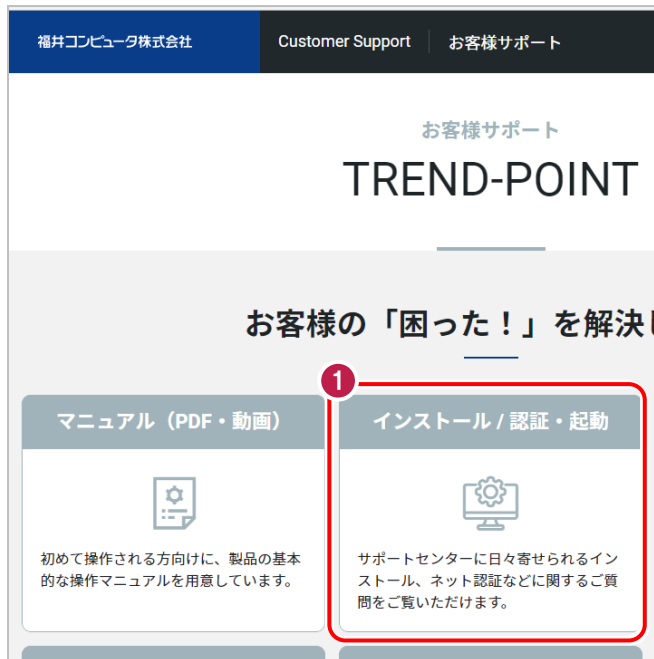 福井コンピュータ株式会社
Customer Support
お客様サポート
お客様サポート
TREND-POINT
お客様の「困った！」を解決し
1
マニュアル（PDF・動画）
インストール / 認証・起動
初めて操作される方向けに、製品の基本
的な操作マニュアルを用意しています。
サポートセンターに日々寄せられるイン
ストール、ネット認証などに関するご質
問をご覧いただけます。